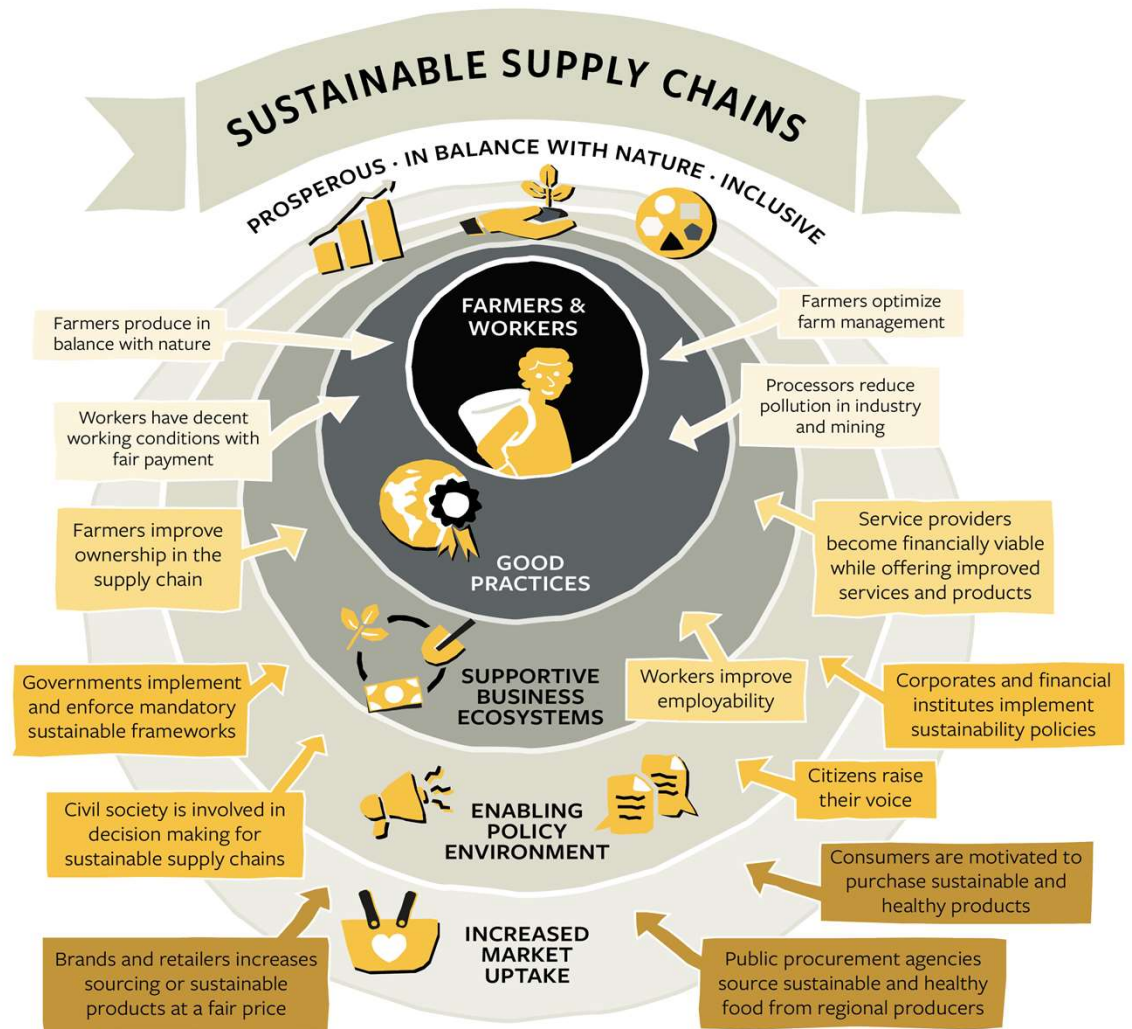 SUSTAINABLE SUPPLY CHAINS
PROSPEROUS · IN BALANCE WITH NATURE · INCLUSIVE
FARMERS &
WORKERS
Farmers produce in
balance with nature
Farmers optimize
farm management
Workers have decent
working conditions with
fair payment
Processors reduce
pollution in industry
and mining
GOOD
PRACTICES
Farmers improve
ownership in the
supply chain
Service providers
become financially viable
while offering improved
services and products
SUPPORTIVE
BUSINESS
ECOSYSTEMS
Workers improve
employability
Governments implement
and enforce mandatory
sustainable frameworks
Corporates and financial
institutes implement
sustainability policies
Civil society is involved in
decision making for
sustainable supply chains
ENABLING
POLICY
ENVIRONMENT
Citizens raise
their voice
Consumers are motivated to
purchase sustainable and
healthy products
Brands and retailers increases
sourcing or sustainable
products at a fair price
INCREASED
MARKET
UPTAKE
Public procurement agencies
source sustainable and healthy
food from regional producers